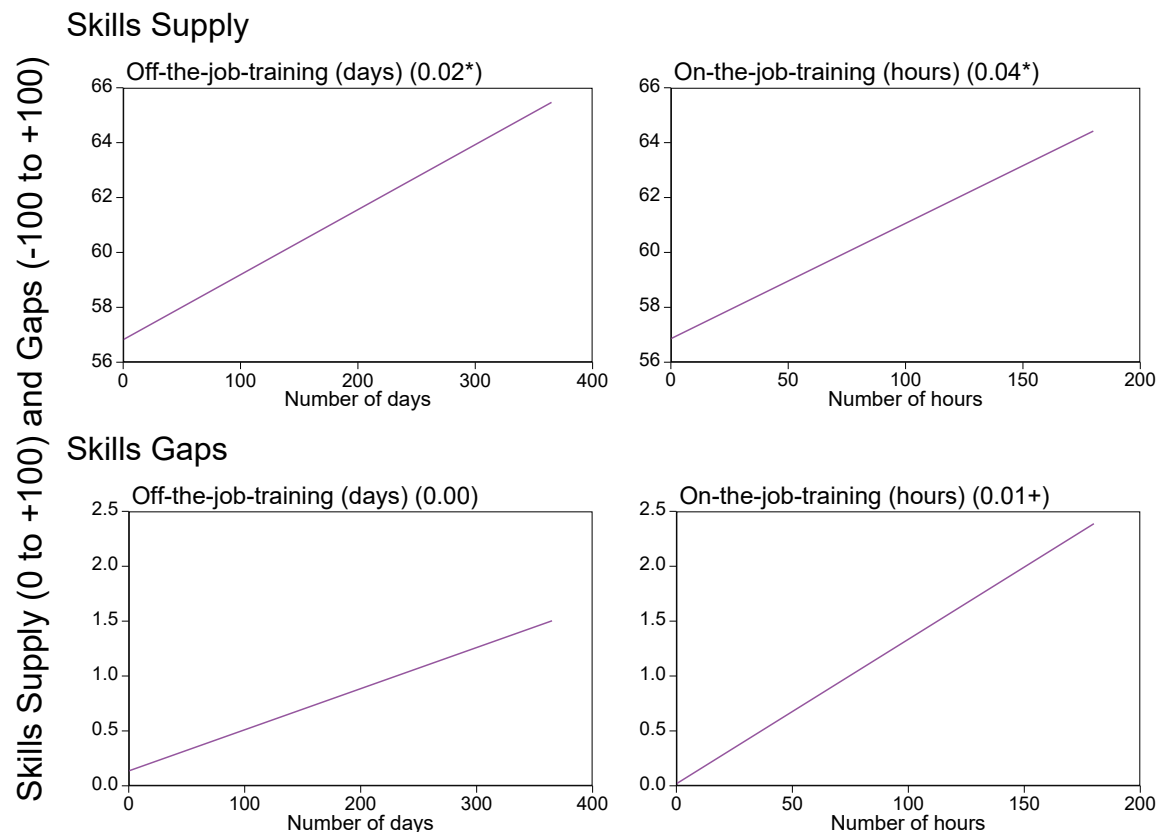 Skills Supply (0 to +100) and Gaps (-100 to +100)
Skills Supply
Off-the-job-training (days) (0.02*)
66
64
62
60
58
56
0 100 200 300 400
Number of days
On-the-job-training (hours) (0.04*)
66
64
62
60
58
56
0 50 100 150 200
Number of hours
Skills Gaps
Off-the-job-training (days) (0.00)
2.5
2.0
1.5
1.0
0.5
0.0
0 100 200 300 400
Number of days
On-the-job-training (hours) (0.01+)
2.5
2.0
1.5
1.0
0.5
0.0
0 50 100 150 200
Number of hours